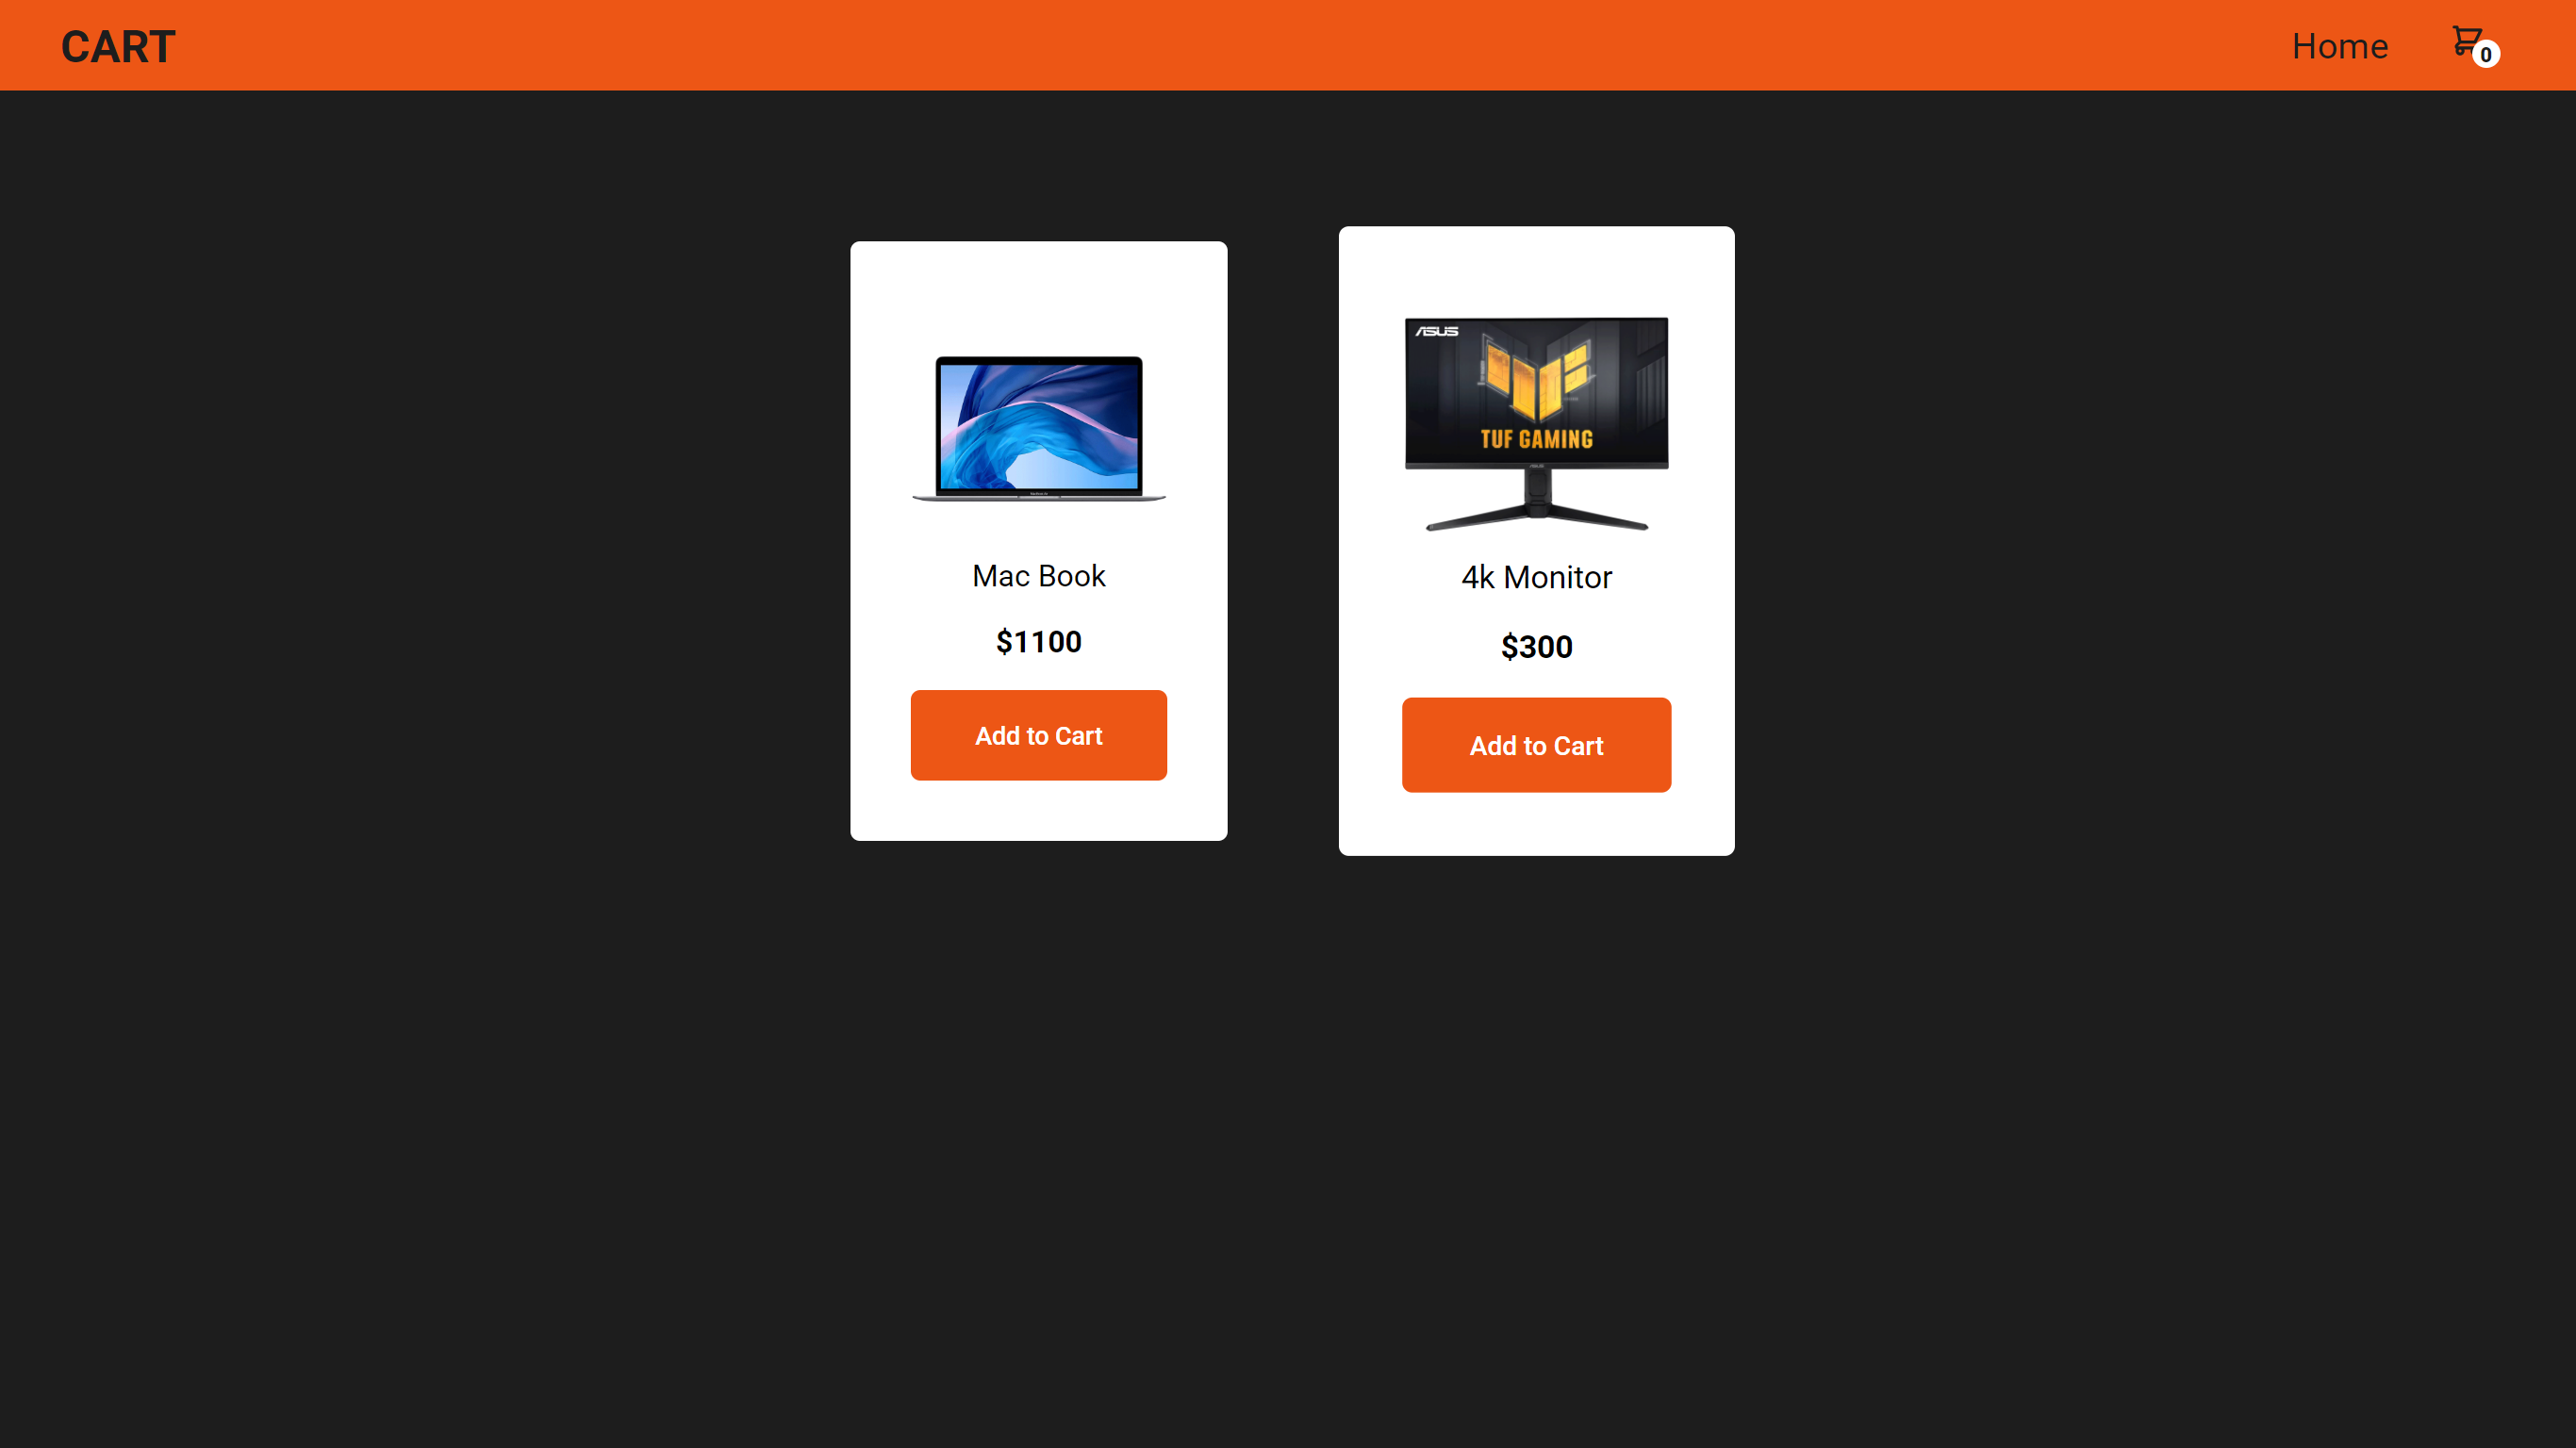 CART
Home
0
ASUS
TUF GAMING
Mac Book
4k Monitor
$1100
$300
Add to Cart
Add to Cart